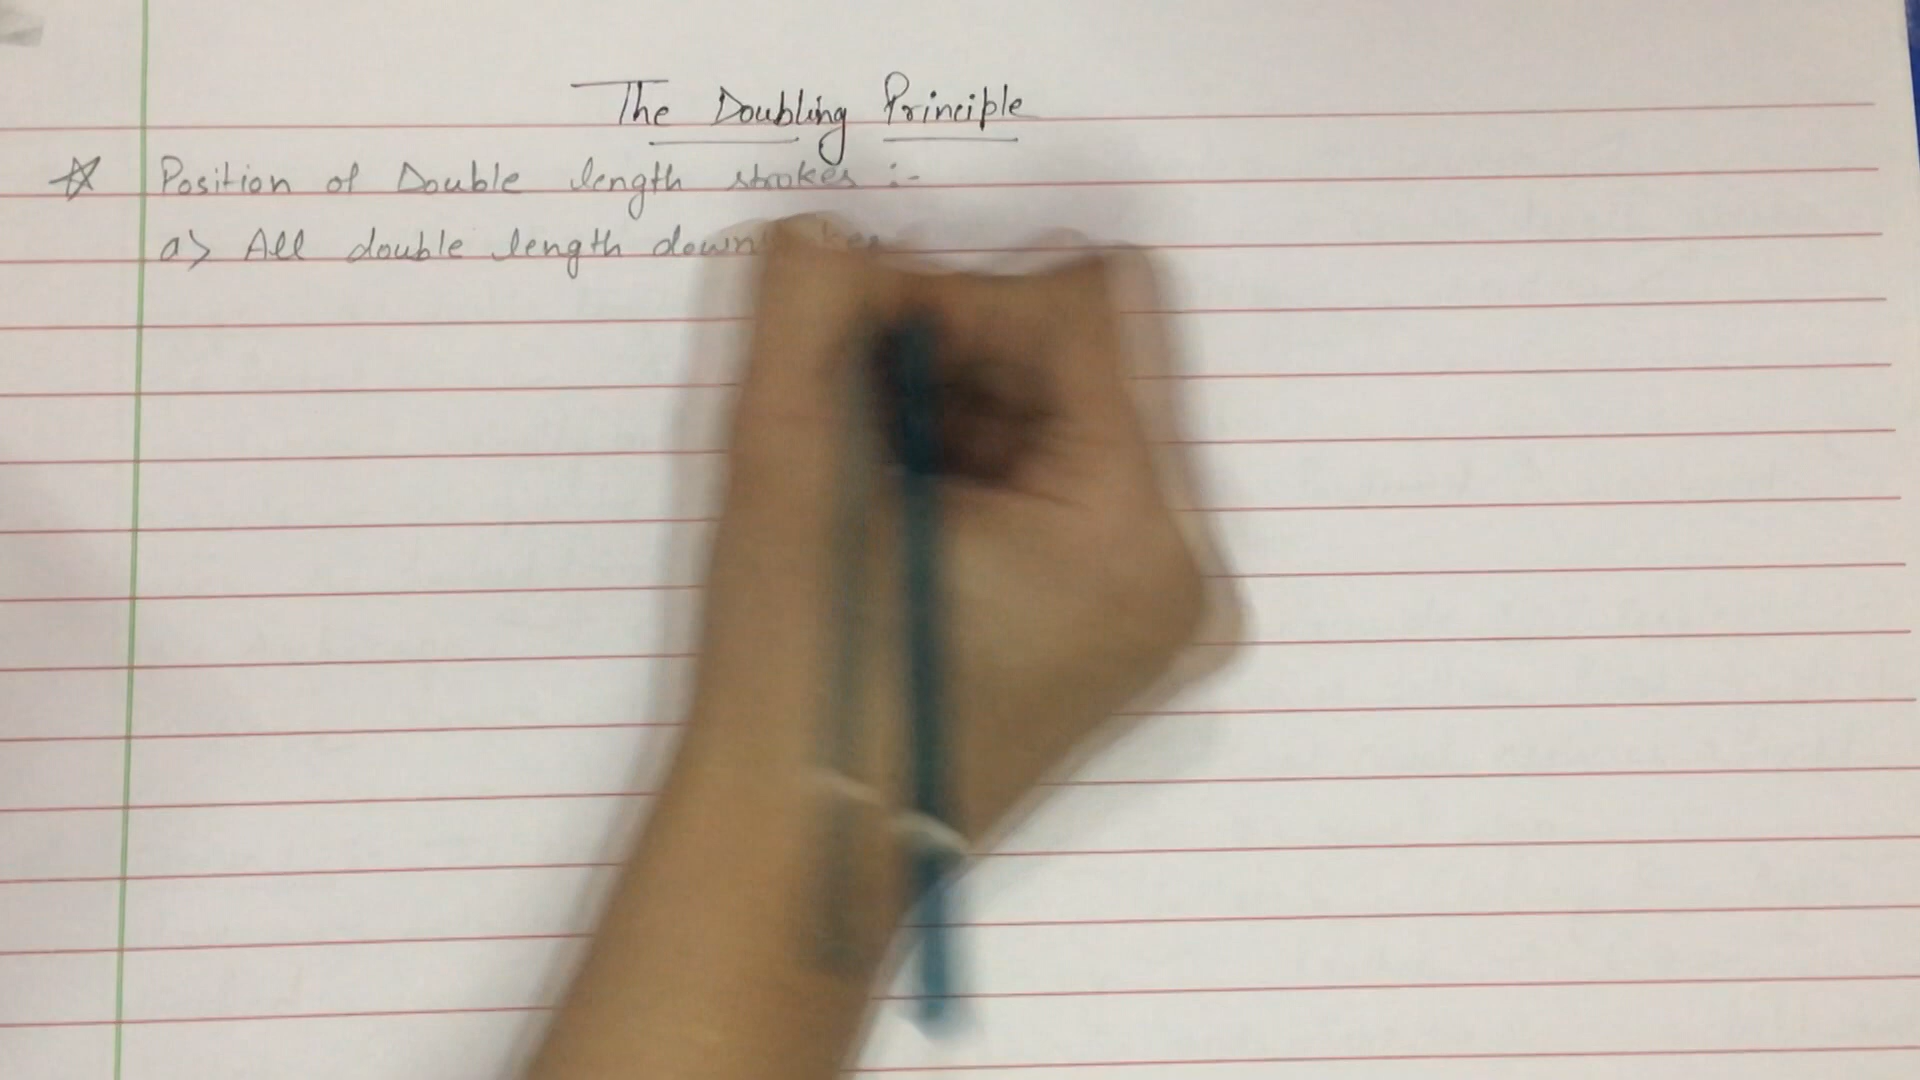 The Doubling Principle
☆ Position of Double length strokes :-
a> All double length down